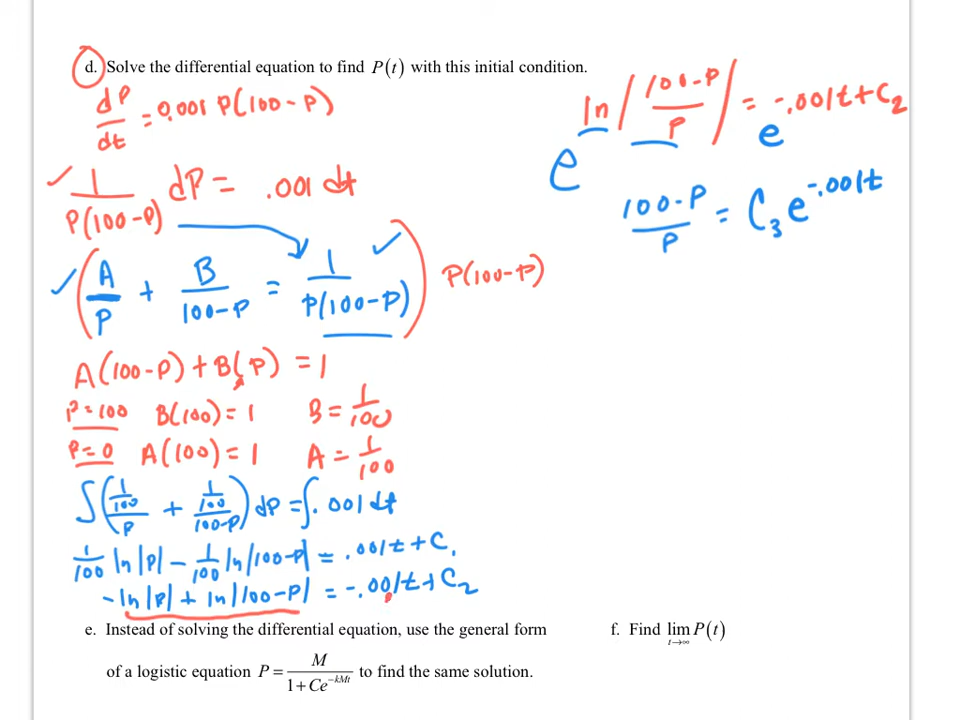 d. Solve the differential equation to find P(t) with this initial condition.
dP/dt = 0.001 P(100-P)
1/(P(100-P)) dP = .001 dt
(A/P + B/(100-P) = 1/(P(100-P))) P(100-P)
A(100-P) + B(P) = 1
P=100 B(100)=1 B = 1/100
P=0 A(100)=1 A = 1/100
∫((1/100)/P + (1/100)/(100-P)) dP = ∫.001 dt
1/100 ln|P| - 1/100 ln|100-P| = .001t + C₁
-ln|P| + ln|100-P| = -.001t + C₂
e^(ln|(100-P)/P|) = e^(-.001t+C₂)
(100-P)/P = C₃e^(-.001t)
e. Instead of solving the differential equation, use the general form
of a logistic equation P = M/(1+Ce^(-kMt)) to find the same solution.
f. Find lim t→∞ P(t)